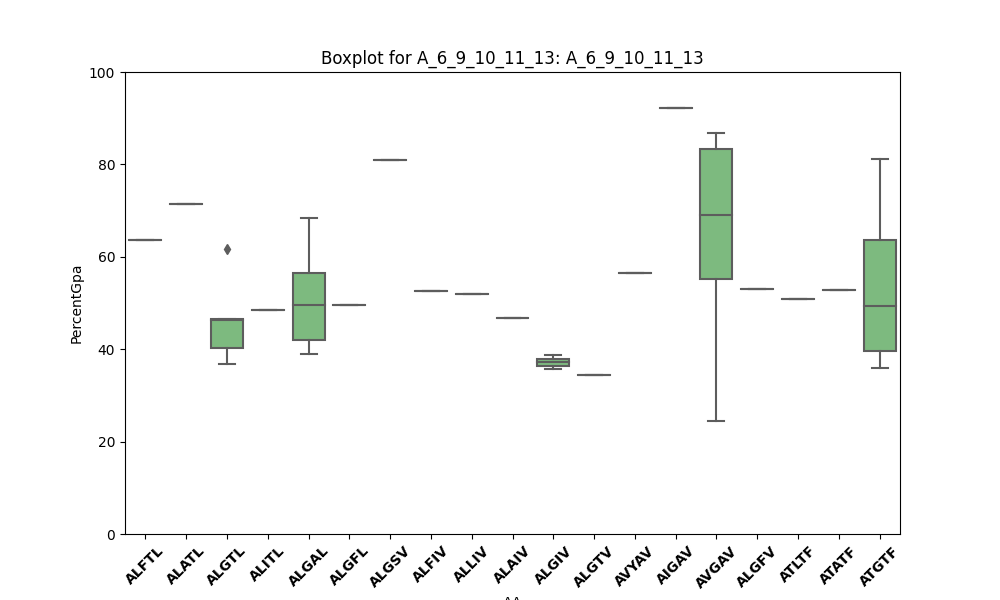 Boxplot for A_6_9_10_11_13: A_6_9_10_11_13
100
80
60
40
20
0
PercentGpa
ALFTL
ALATL
ALGTL
ALITL
ALGAL
ALGFL
ALGSV
ALFIV
ALLIV
ALAIV
ALGIV
ALGTV
AVYAV
AIGAV
AVGAV
ALGFV
ATLTF
ATATF
ATGTF